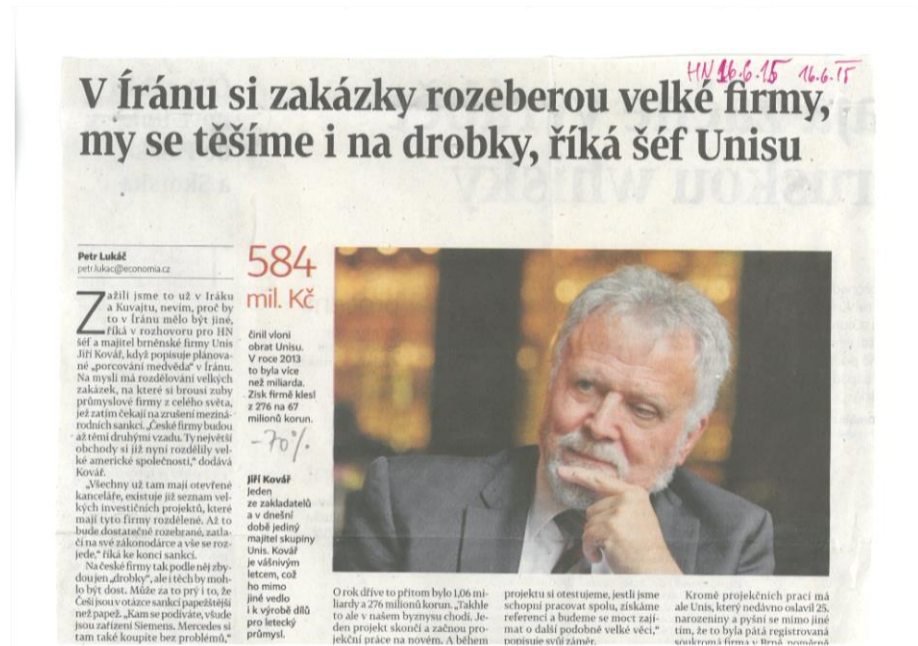 HN 16.6.15 16.6.15
V Íránu si zakázky rozeberou velké firmy,
my se těšíme i na drobky, říká šéf Unisu
Petr Lukáč
petr.lukac@economia.cz
Zažili jsme to už v Iráku
a Kuvajtu, nevím, proč by
to v Íránu mělo být jiné,
říká v rozhovoru pro HN
šéf a majitel brněnské firmy Unis
Jiří Kovář, když popisuje plánova-
né „porcování medvěda“ v Íránu.
Na mysli má rozdělování velkých
zakázek, na které si brousí zuby
průmyslové firmy z celého světa,
jež zatím čekají na zrušení meziná-
rodních sankcí. „České firmy budou
až těmi druhými vzadu. Ty největší
obchody si již nyní rozdělily vel-
ké americké společnosti,“ dodává
Kovář.
„Všechny už tam mají otevřené
kanceláře, existuje již seznam vel-
kých investičních projektů, které
mají tyto firmy rozdělené. Až to
bude dostatečně rozebrané, zatla-
čí na své zákonodárce a vše se roz-
jede,“ říká ke konci sankcí.
Na české firmy tak podle něj zby-
dou jen „drobky“, ale i těch by moh-
lo být dost. Může za to prý i to, že
Češi jsou v otázce sankcí papežštější
než papež. „Kam se podíváte, všude
jsou zařízení Siemens. Mercedes si
tam také koupíte bez problémů,“
584
mil. Kč
činil vloni
obrat Unisu.
V roce 2013
to byla více
než miliarda.
Zisk firmě klesl
z 276 na 67
milionů korun.
-70%
Jiří Kovář
Jeden
ze zakladatelů
a v dnešní
době jediný
majitel skupiny
Unis. Kovář
je vášnivým
letcem, což
ho mimo
jiné vedlo
i k výrobě dílů
pro letecký
průmysl.
O rok dříve to přitom bylo 1,06 mi-
liardy a 276 milionů korun. „Takhle
to ale v našem byznysu chodí. Je-
den projekt skončí a začnou pro-
jekční práce na novém. A během
projektu si otestujeme, jestli jsme
schopni pracovat spolu, získáme
referenci a budeme se moct zají-
mat o další podobně velké věci,“
popisuje svůj záměr.
Kromě projekčních prací má
ale Unis, který nedávno oslavil 25.
narozeniny a pyšní se mimo jiné
tím, že to byla pátá registrovaná
soukromá firma v Brně, poměrně